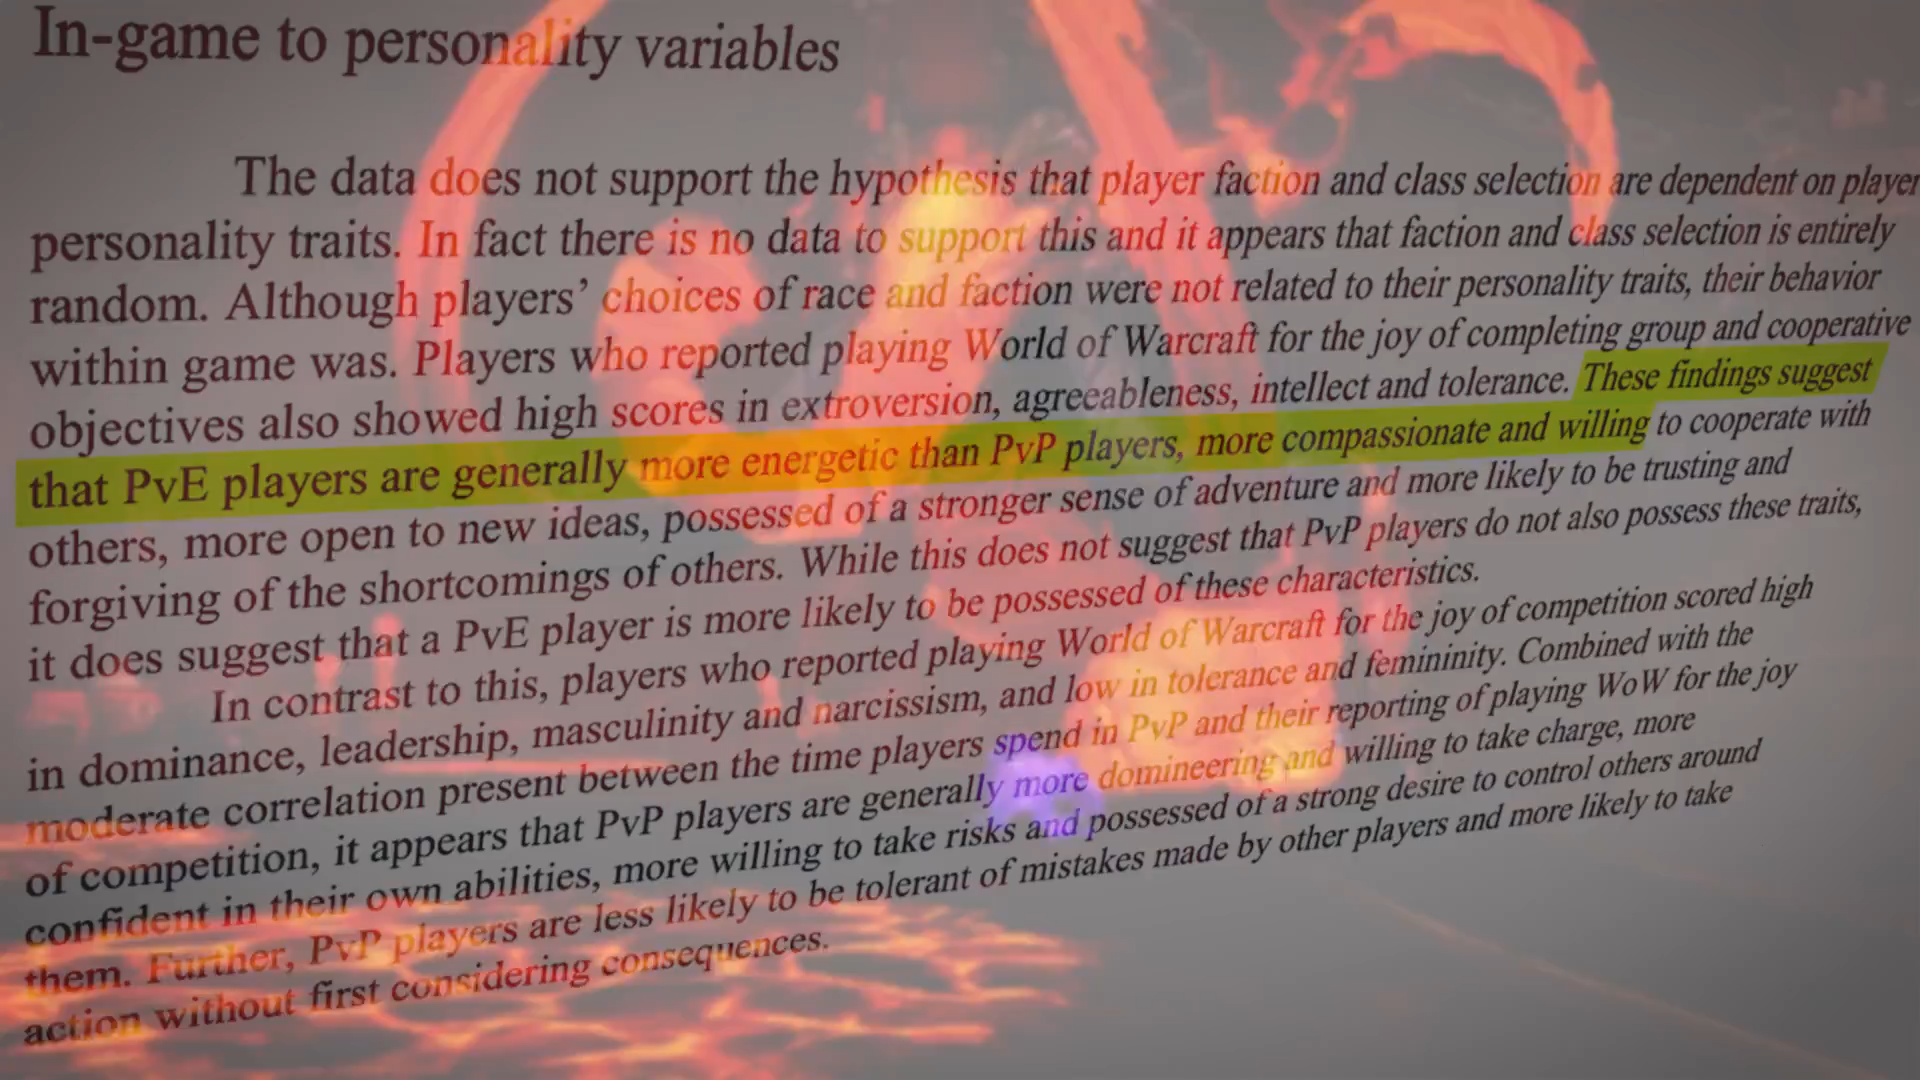 In-game to personality variables
The data does not support the hypothesis that player faction and class selection are dependent on player
personality traits. In fact there is no data to support this and it appears that faction and class selection is entirely
random. Although players' choices of race and faction were not related to their personality traits, their behavior
within game was. Players who reported playing World of Warcraft for the joy of completing group and cooperative
objectives also showed high scores in extroversion, agreeableness, intellect and tolerance. These findings suggest
that PvE players are generally more energetic than PvP players, more compassionate and willing to cooperate with
others, more open to new ideas, possessed of a stronger sense of adventure and more likely to be trusting and
forgiving of the shortcomings of others. While this does not suggest that PvP players do not also possess these traits,
it does suggest that a PvE player is more likely to be possessed of these characteristics.
In contrast to this, players who reported playing World of Warcraft for the joy of competition scored high
in dominance, leadership, masculinity and narcissism, and low in tolerance and femininity. Combined with the
moderate correlation present between the time players spend in PvP and their reporting of playing WoW for the joy
of competition, it appears that PvP players are generally more domineering and willing to take charge, more
confident in their own abilities, more willing to take risks and possessed of a strong desire to control others around
them. Further, PvP players are less likely to be tolerant of mistakes made by other players and more likely to take
action without first considering consequences.